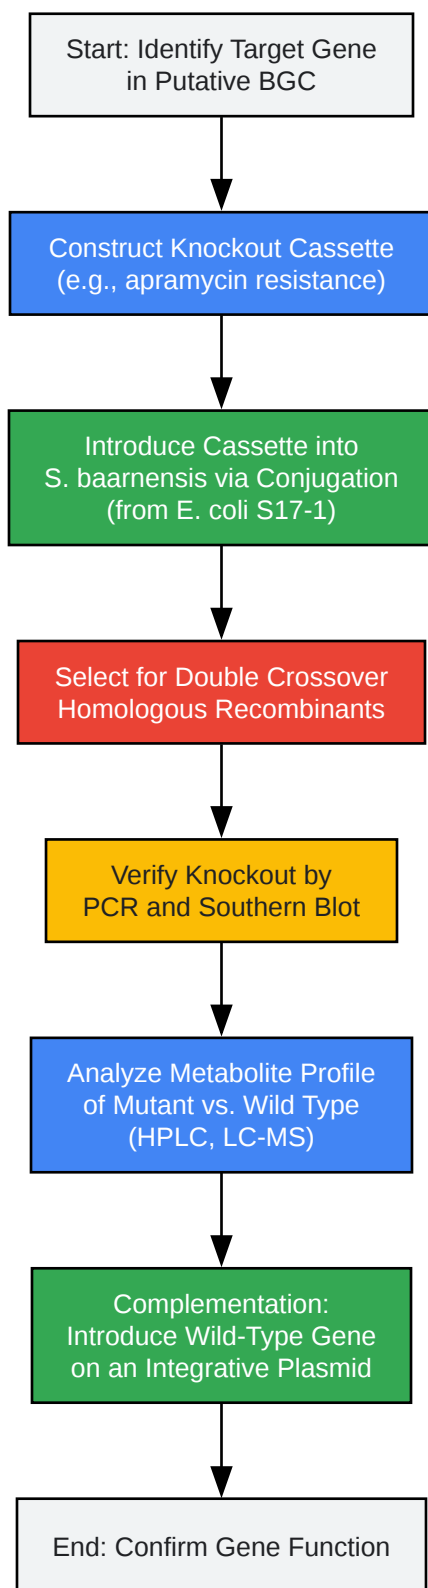 Start: Identify Target Gene
in Putative BGC
Construct Knockout Cassette
(e.g., apramycin resistance)
Introduce Cassette into
S. baarnensis via Conjugation
(from E. coli S17-1)
Select for Double Crossover
Homologous Recombinants
Verify Knockout by
PCR and Southern Blot
Analyze Metabolite Profile
of Mutant vs. Wild Type
(HPLC, LC-MS)
Complementation:
Introduce Wild-Type Gene
on an Integrative Plasmid
End: Confirm Gene Function